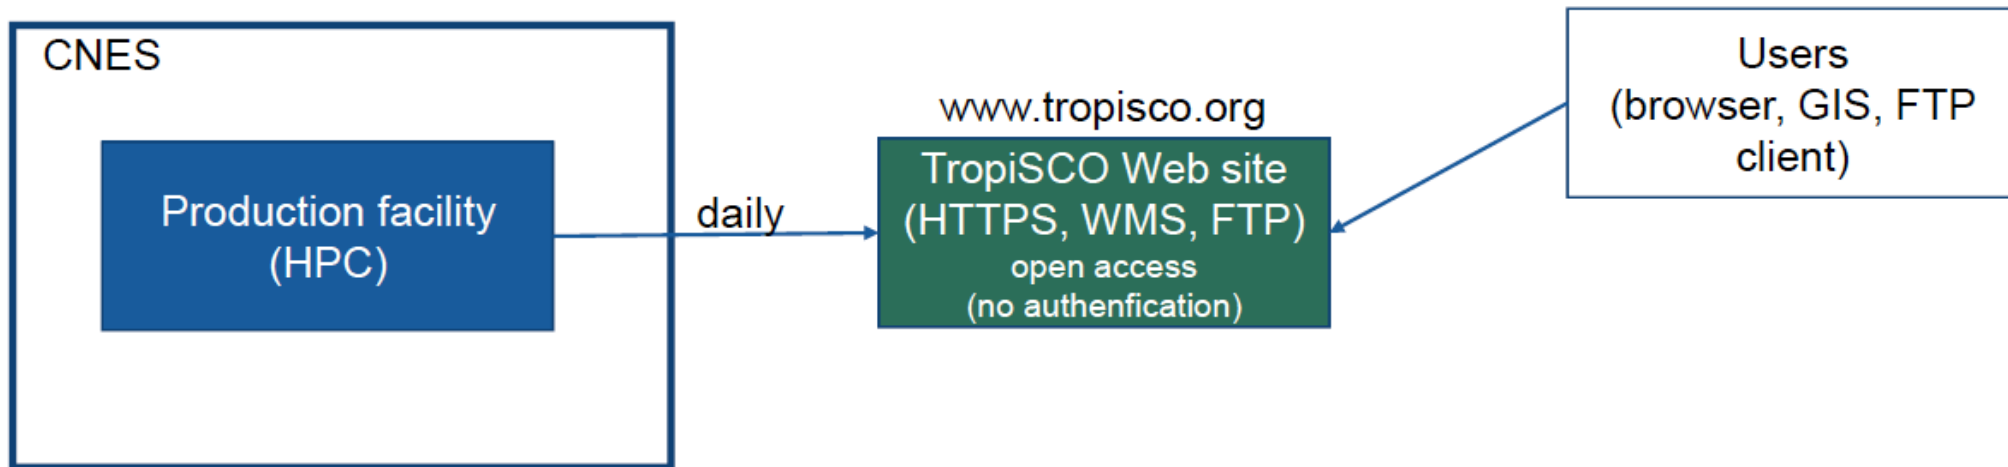 CNES
Production facility
(HPC)
daily
www.tropisco.org
TropiSCO Web site
(HTTPS, WMS, FTP)
open access
(no authenfication)
Users
(browser, GIS, FTP
client)